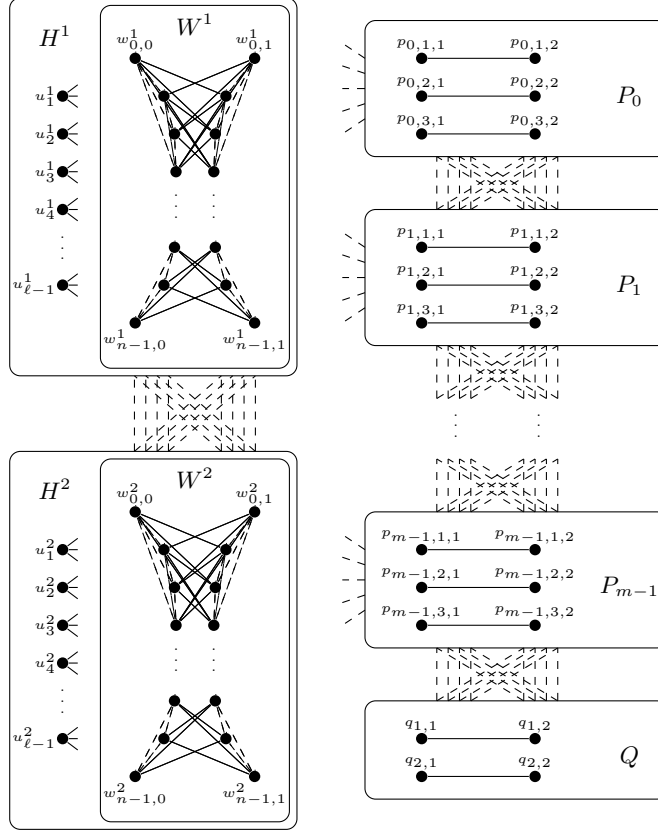 H^1
W^1
w^1_{0,0} w^1_{0,1}
u^1_1
u^1_2
u^1_3
u^1_4
u^1_{ℓ−1}
w^1_{n−1,0} w^1_{n−1,1}
H^2
W^2
w^2_{0,0} w^2_{0,1}
u^2_1
u^2_2
u^2_3
u^2_4
u^2_{ℓ−1}
w^2_{n−1,0} w^2_{n−1,1}
p_{0,1,1} p_{0,1,2}
p_{0,2,1} p_{0,2,2}
P_0
p_{0,3,1} p_{0,3,2}
p_{1,1,1} p_{1,1,2}
p_{1,2,1} p_{1,2,2}
P_1
p_{1,3,1} p_{1,3,2}
p_{m−1,1,1} p_{m−1,1,2}
p_{m−1,2,1} p_{m−1,2,2}
P_{m−1}
p_{m−1,3,1} p_{m−1,3,2}
q_{1,1} q_{1,2}
Q
q_{2,1} q_{2,2}